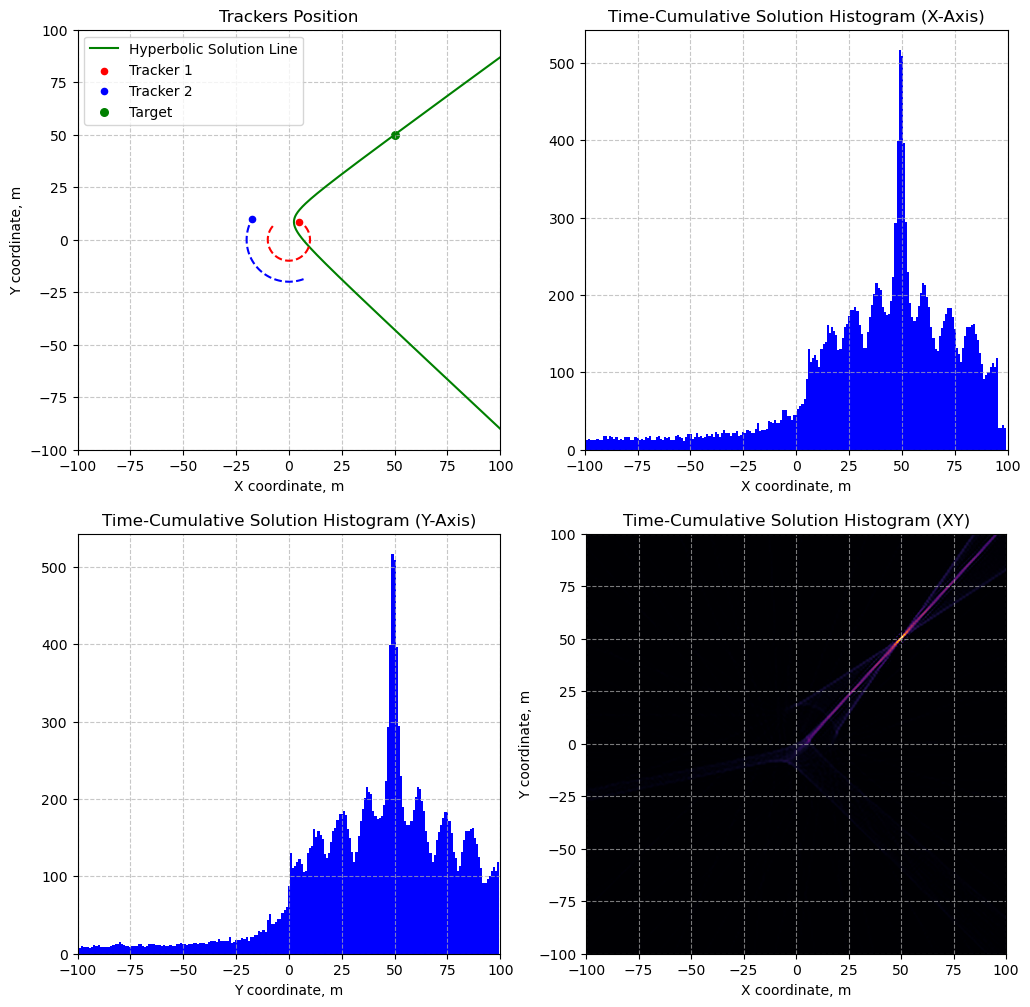 Trackers Position
Hyperbolic Solution Line
Tracker 1
Tracker 2
Target
100
75
50
25
0
−25
−50
−75
−100
Y coordinate, m
−100 −75 −50 −25 0 25 50 75 100
X coordinate, m
Time-Cumulative Solution Histogram (X-Axis)
500
400
300
200
100
0
−100 −75 −50 −25 0 25 50 75 100
X coordinate, m
Time-Cumulative Solution Histogram (Y-Axis)
500
400
300
200
100
0
−100 −75 −50 −25 0 25 50 75 100
Y coordinate, m
Time-Cumulative Solution Histogram (XY)
100
75
50
25
0
−25
−50
−75
−100
Y coordinate, m
−100 −75 −50 −25 0 25 50 75 100
X coordinate, m